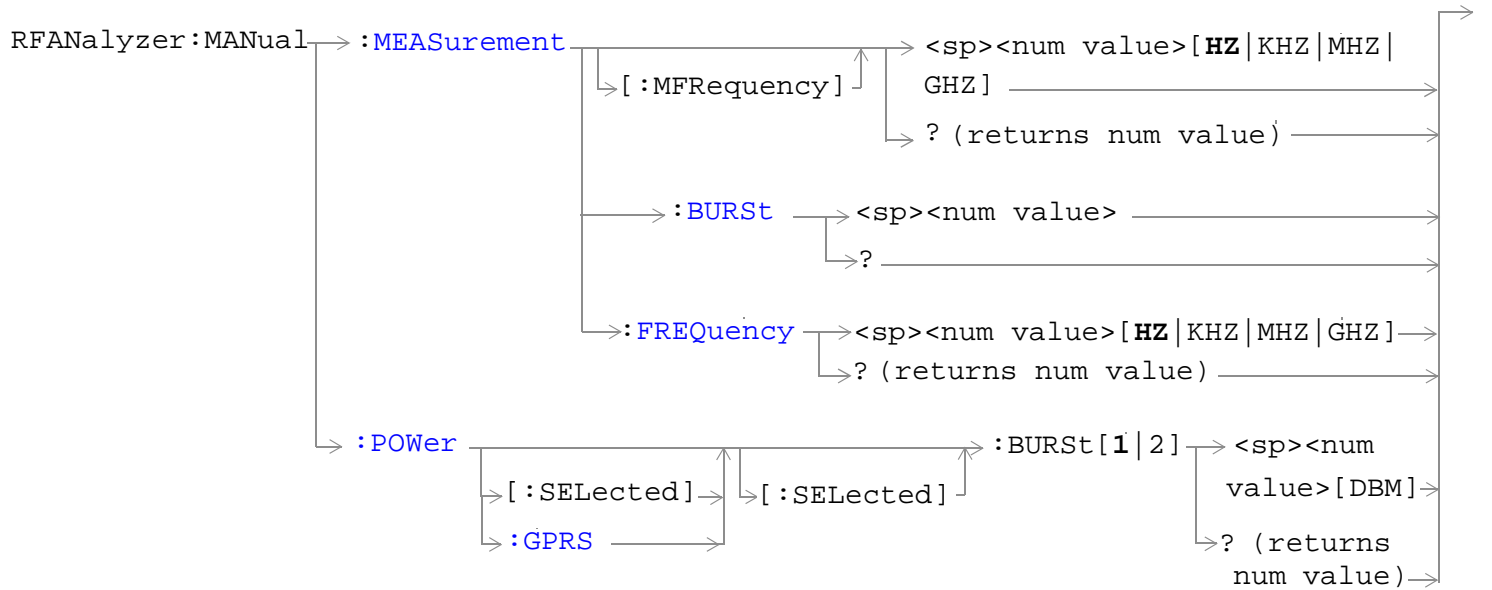 RFANalyzer:MANual :MEASurement <sp><num value>[HZ|KHZ|MHZ|
[:MFRequency] GHZ]
? (returns num value)
:BURSt <sp><num value>
?
:FREQuency <sp><num value>[HZ|KHZ|MHZ|GHZ]
? (returns num value)
:POWer :BURSt[1|2] <sp><num
[:SELected] [:SELected] value>[DBM]
:GPRS ? (returns
num value)